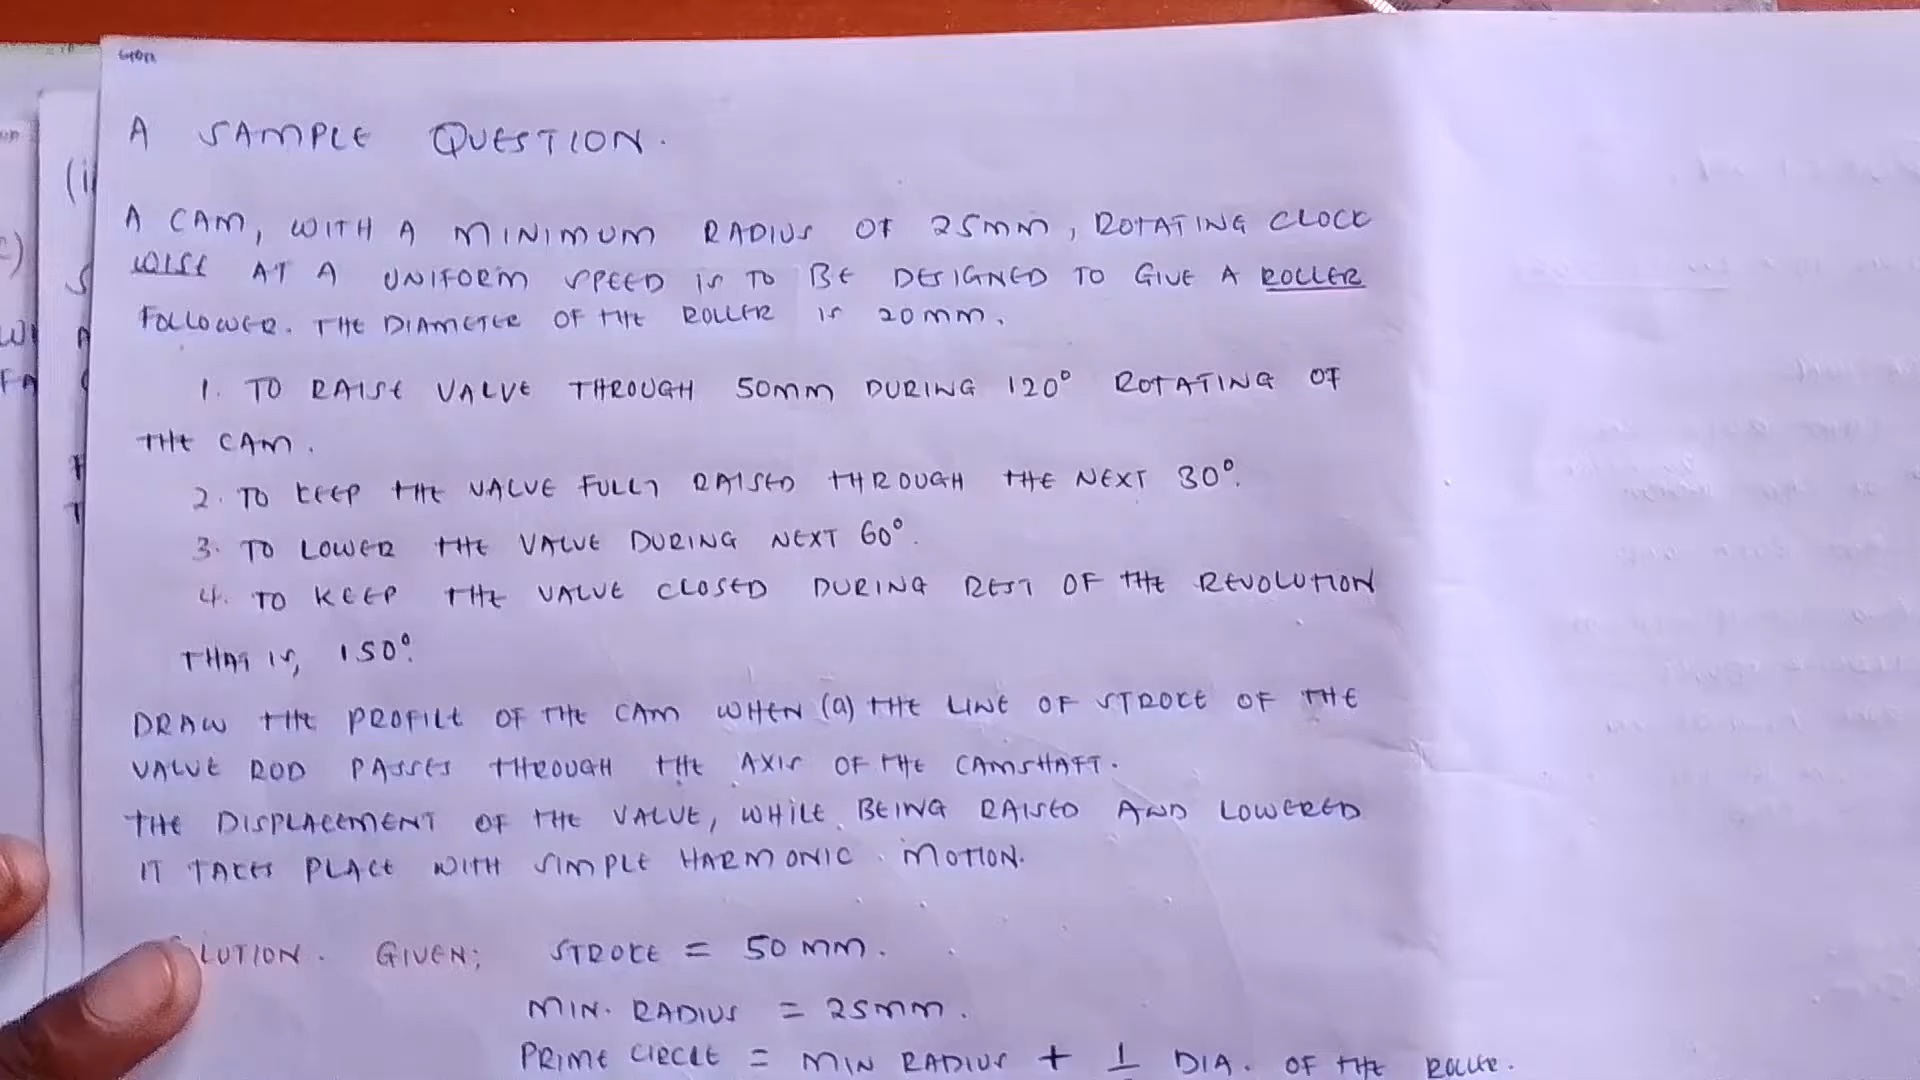 A SAMPLE QUESTION.
A CAM, WITH A MINIMUM RADIUS OF 25mm, ROTATING CLOCK
WISE AT A UNIFORM SPEED IS TO BE DESIGNED TO GIVE A ROLLER
FOLLOWER. THE DIAMETER OF THE ROLLER IS 20mm.
1. TO RAISE VALVE THROUGH 50mm DURING 120° ROTATING OF
THE CAM.
2. TO KEEP THE VALVE FULLY RAISED THROUGH THE NEXT 30°.
3. TO LOWER THE VALVE DURING NEXT 60°.
4. TO KEEP THE VALVE CLOSED DURING REST OF THE REVOLUTION
THAT IS, 150°.
DRAW THE PROFILE OF THE CAM WHEN (a) THE LINE OF STROKE OF THE
VALVE ROD PASSES THROUGH THE AXIS OF THE CAMSHAFT.
THE DISPLACEMENT OF THE VALVE, WHILE BEING RAISED AND LOWERED
IT TAKES PLACE WITH SIMPLE HARMONIC MOTION.
LUTION. GIVEN; STROKE = 50 mm.
MIN. RADIUS = 25mm.
PRIME CIRCLE = MIN RADIUS + 1 DIA. OF THE ROLLER.